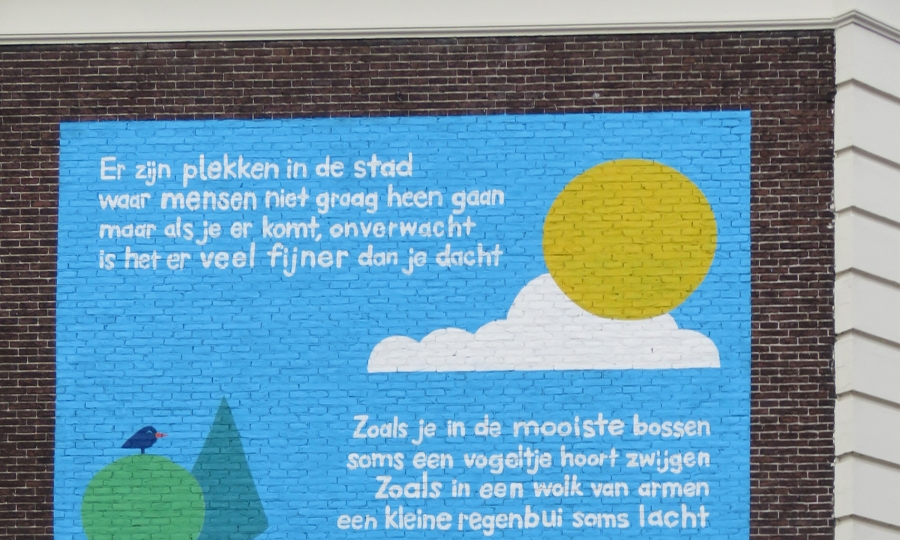 Er zijn plekken in de stad
waar mensen niet graag heen gaan
maar als je er komt, onverwacht
is het er veel fijner dan je dacht
Zoals je in de mooiste bossen
soms een vogeltje hoort zwijgen
Zoals in een wolk van armen
een kleine regenbui soms lacht